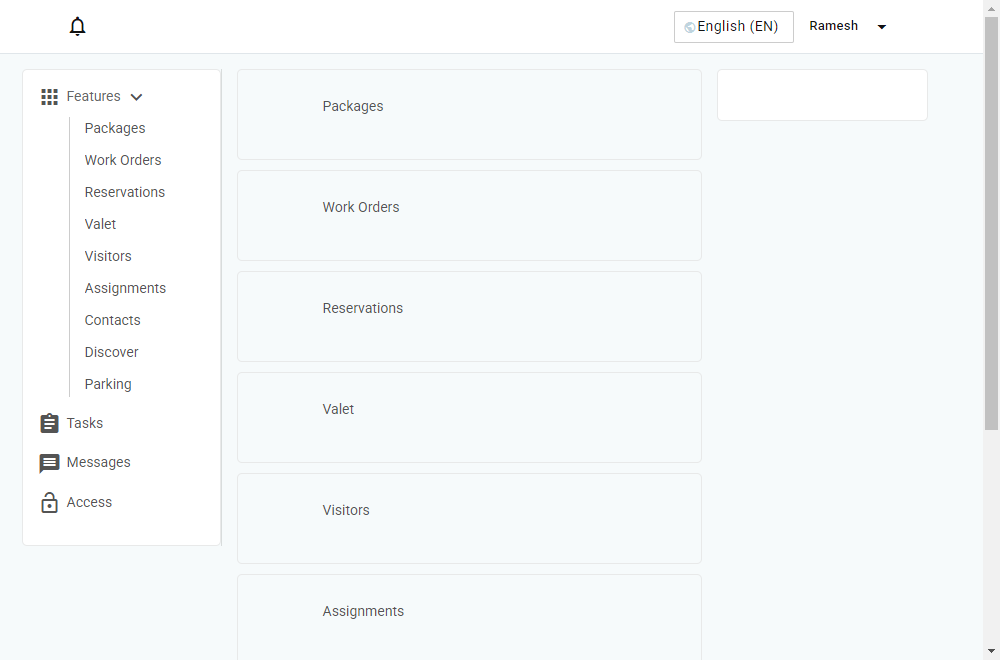 English (EN)
Ramesh
Features
Packages
Work Orders
Reservations
Valet
Visitors
Assignments
Contacts
Discover
Parking
Tasks
Messages
Access
Packages
Work Orders
Reservations
Valet
Visitors
Assignments